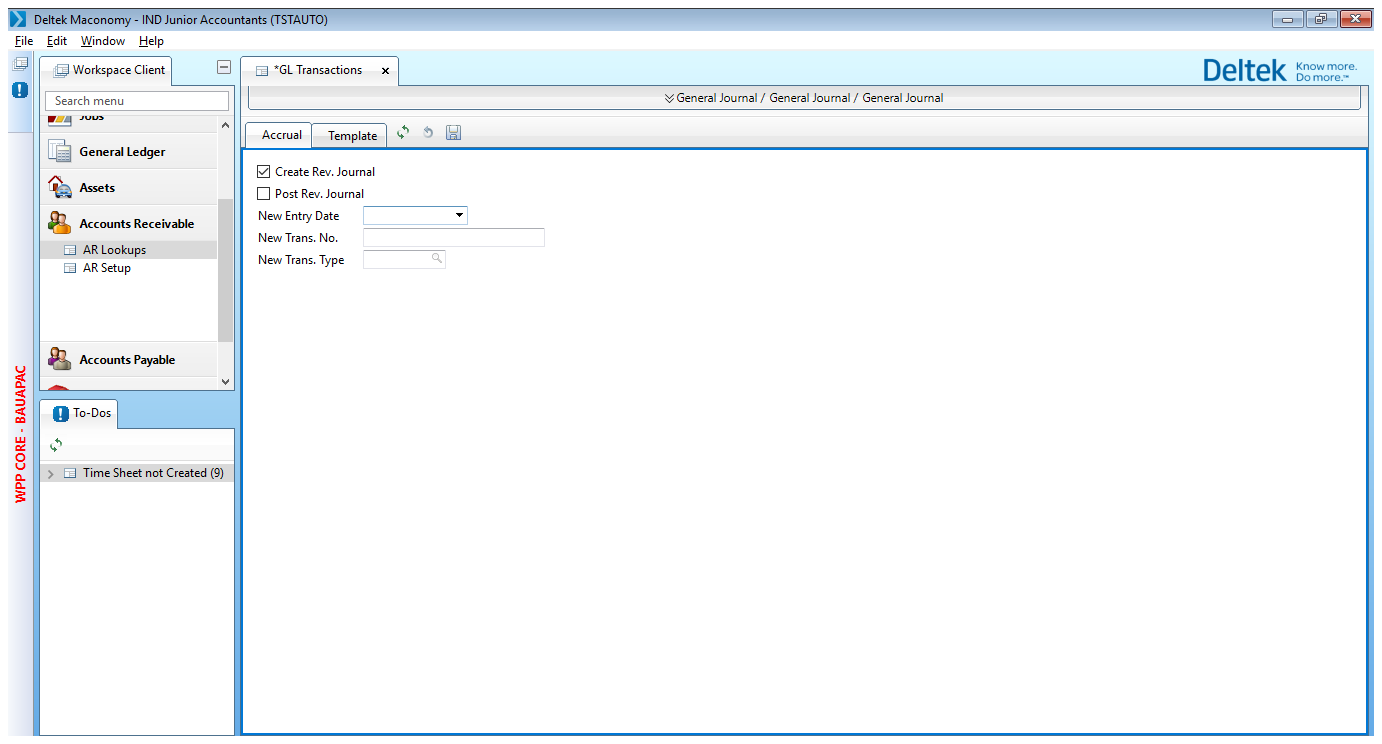 Deltek Maconomy - IND Junior Accountants (TSTAUTO)
File Edit Window Help
Workspace Client
*GL Transactions
Deltek Know more. Do more.™
Search menu
General Journal / General Journal / General Journal
Jobs
Accrual Template
General Ledger
Create Rev. Journal
Assets
Post Rev. Journal
New Entry Date
Accounts Receivable
New Trans. No.
AR Lookups
New Trans. Type
AR Setup
Accounts Payable
WPP CORE - BAUAPAC
To-Dos
Time Sheet not Created (9)